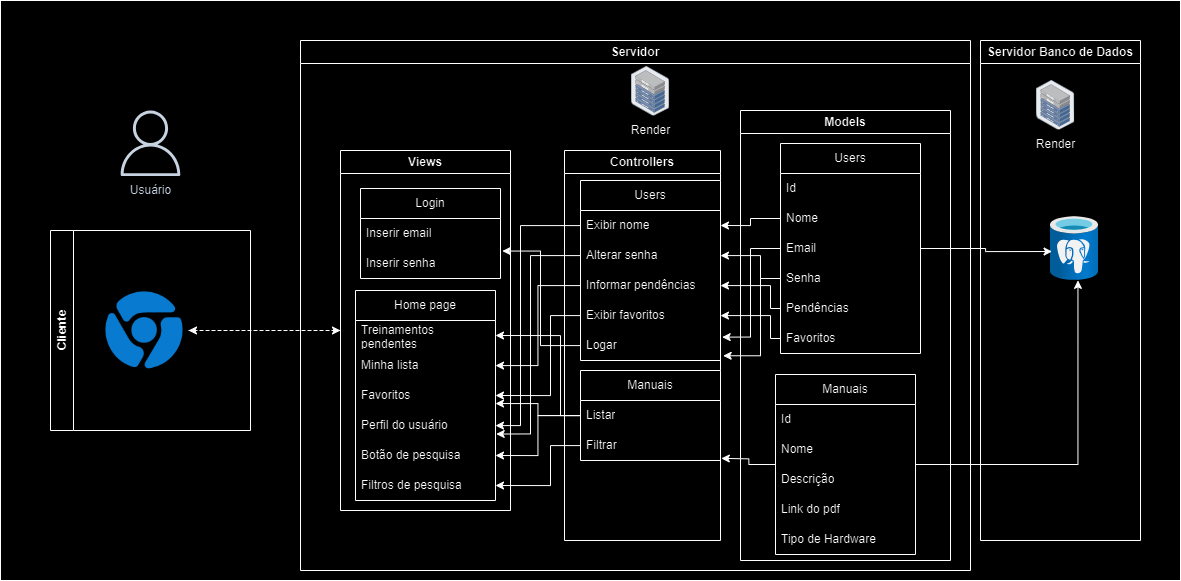 Servidor
Servidor Banco de Dados
Render
Render
Usuário
Cliente
Views
Login
Inserir email
Inserir senha
Home page
Treinamentos
pendentes
Minha lista
Favoritos
Perfil do usuário
Botão de pesquisa
Filtros de pesquisa
Controllers
Users
Exibir nome
Alterar senha
Informar pendências
Exibir favoritos
Logar
Manuais
Listar
Filtrar
Models
Users
Id
Nome
Email
Senha
Pendências
Favoritos
Manuais
Id
Nome
Descrição
Link do pdf
Tipo de Hardware